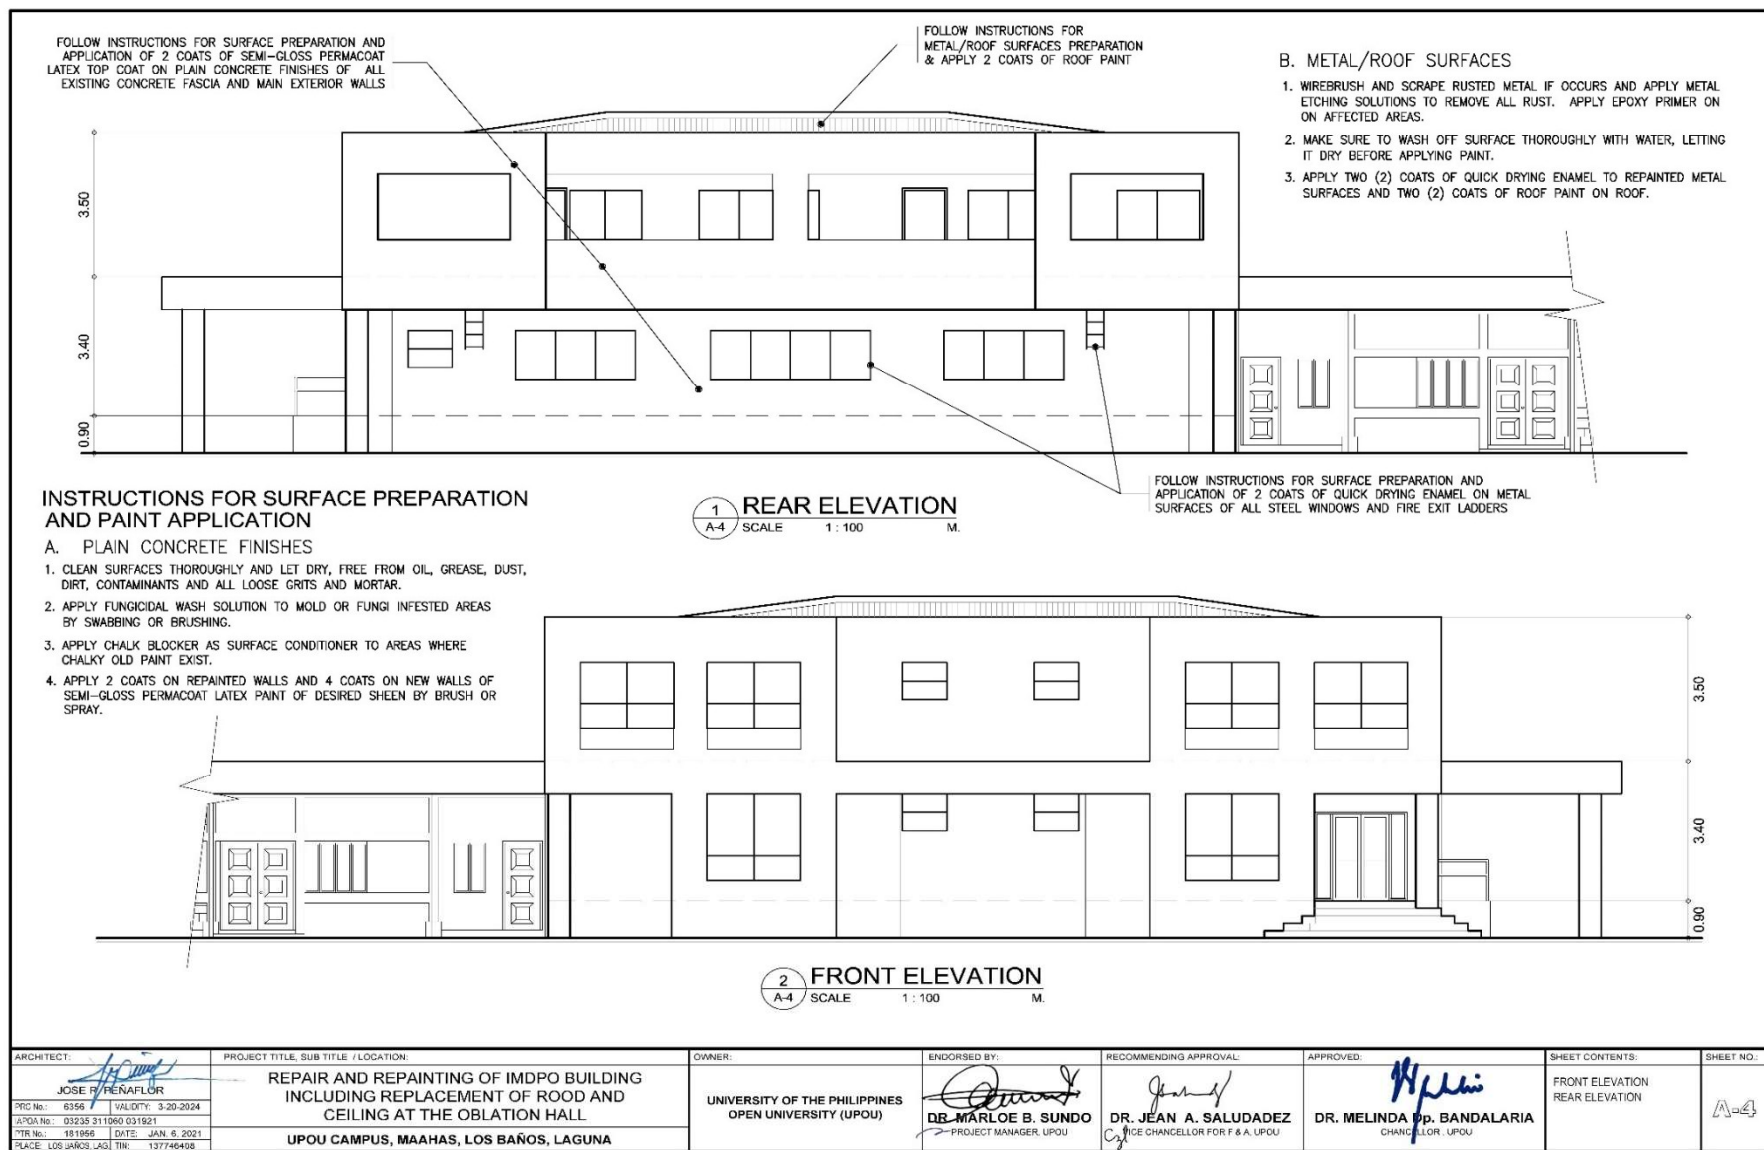 FOLLOW INSTRUCTIONS FOR SURFACE PREPARATION AND
APPLICATION OF 2 COATS OF SEMI-GLOSS PERMACOAT
LATEX TOP COAT ON PLAIN CONCRETE FINISHES OF ALL
EXISTING CONCRETE FASCIA AND MAIN EXTERIOR WALLS
FOLLOW INSTRUCTIONS FOR
METAL/ROOF SURFACES PREPARATION
& APPLY 2 COATS OF ROOF PAINT
B. METAL/ROOF SURFACES
1. WIREBRUSH AND SCRAPE RUSTED METAL IF OCCURS AND APPLY METAL
ETCHING SOLUTIONS TO REMOVE ALL RUST. APPLY EPOXY PRIMER ON
ON AFFECTED AREAS.
2. MAKE SURE TO WASH OFF SURFACE THOROUGHLY WITH WATER, LETTING
IT DRY BEFORE APPLYING PAINT.
3. APPLY TWO (2) COATS OF QUICK DRYING ENAMEL TO REPAINTED METAL
SURFACES AND TWO (2) COATS OF ROOF PAINT ON ROOF.
3.50
3.40
0.90
FOLLOW INSTRUCTIONS FOR SURFACE PREPARATION AND
APPLICATION OF 2 COATS OF QUICK DRYING ENAMEL ON METAL
SURFACES OF ALL STEEL WINDOWS AND FIRE EXIT LADDERS
1
A-4
REAR ELEVATION
SCALE 1 : 100 M.
INSTRUCTIONS FOR SURFACE PREPARATION
AND PAINT APPLICATION
A. PLAIN CONCRETE FINISHES
1. CLEAN SURFACES THOROUGHLY AND LET DRY, FREE FROM OIL, GREASE, DUST,
DIRT, CONTAMINANTS AND ALL LOOSE GRITS AND MORTAR.
2. APPLY FUNGICIDAL WASH SOLUTION TO MOLD OR FUNGI INFESTED AREAS
BY SWABBING OR BRUSHING.
3. APPLY CHALK BLOCKER AS SURFACE CONDITIONER TO AREAS WHERE
CHALKY OLD PAINT EXIST.
4. APPLY 2 COATS ON REPAINTED WALLS AND 4 COATS ON NEW WALLS OF
SEMI-GLOSS PERMACOAT LATEX PAINT OF DESIRED SHEEN BY BRUSH OR
SPRAY.
3.50
3.40
0.90
2
A-4
FRONT ELEVATION
SCALE 1 : 100 M.
ARCHITECT:
JOSE R. PEÑAFLOR
PRC No.: 6356 VALIDITY: 3-20-2024
IAPOA No.: 03235 311060 031921
PTR No.: 181956 DATE: JAN. 6, 2021
PLACE: LOS BAÑOS, LAG. TIN: 137746408
PROJECT TITLE, SUB TITLE / LOCATION:
REPAIR AND REPAINTING OF IMDPO BUILDING
INCLUDING REPLACEMENT OF ROOD AND
CEILING AT THE OBLATION HALL
UPOU CAMPUS, MAAHAS, LOS BAÑOS, LAGUNA
OWNER:
UNIVERSITY OF THE PHILIPPINES
OPEN UNIVERSITY (UPOU)
ENDORSED BY:
DR. MARLOE B. SUNDO
PROJECT MANAGER, UPOU
RECOMMENDING APPROVAL:
DR. JEAN A. SALUDADEZ
VICE CHANCELLOR FOR F & A, UPOU
APPROVED:
DR. MELINDA Dp. BANDALARIA
CHANCELLOR, UPOU
SHEET CONTENTS:
FRONT ELEVATION
REAR ELEVATION
SHEET NO.:
A-4